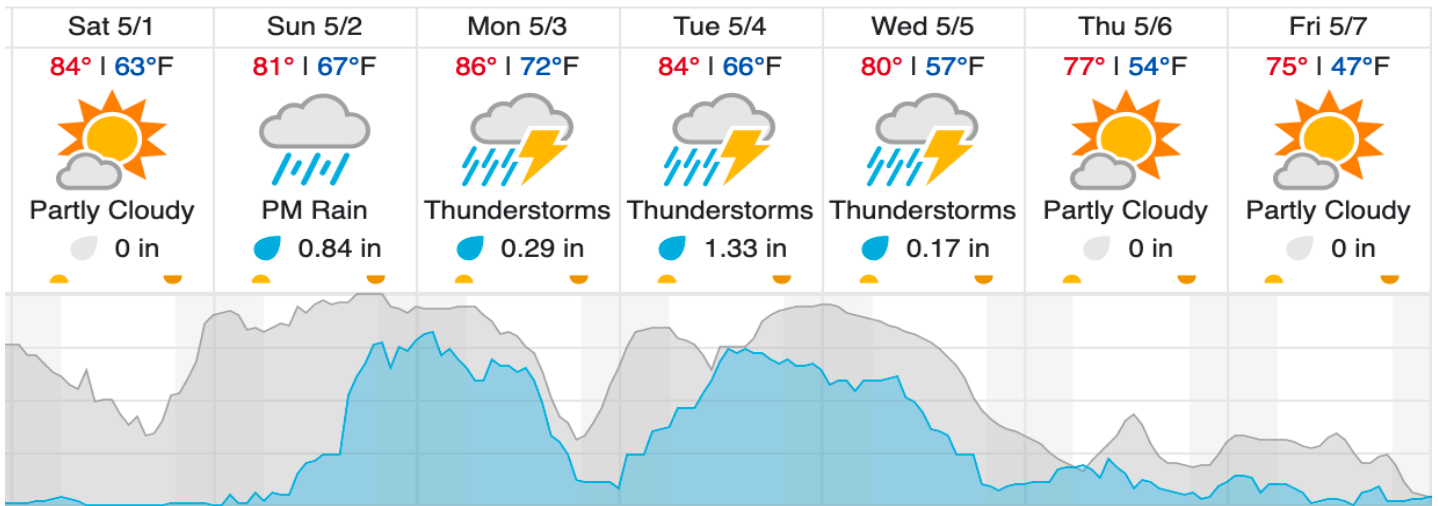 Sat 5/1 Sun 5/2 Mon 5/3 Tue 5/4 Wed 5/5 Thu 5/6 Fri 5/7
84° | 63°F 81° | 67°F 86° | 72°F 84° | 66°F 80° | 57°F 77° | 54°F 75° | 47°F
Partly Cloudy PM Rain Thunderstorms Thunderstorms Thunderstorms Partly Cloudy Partly Cloudy
0 in 0.84 in 0.29 in 1.33 in 0.17 in 0 in 0 in